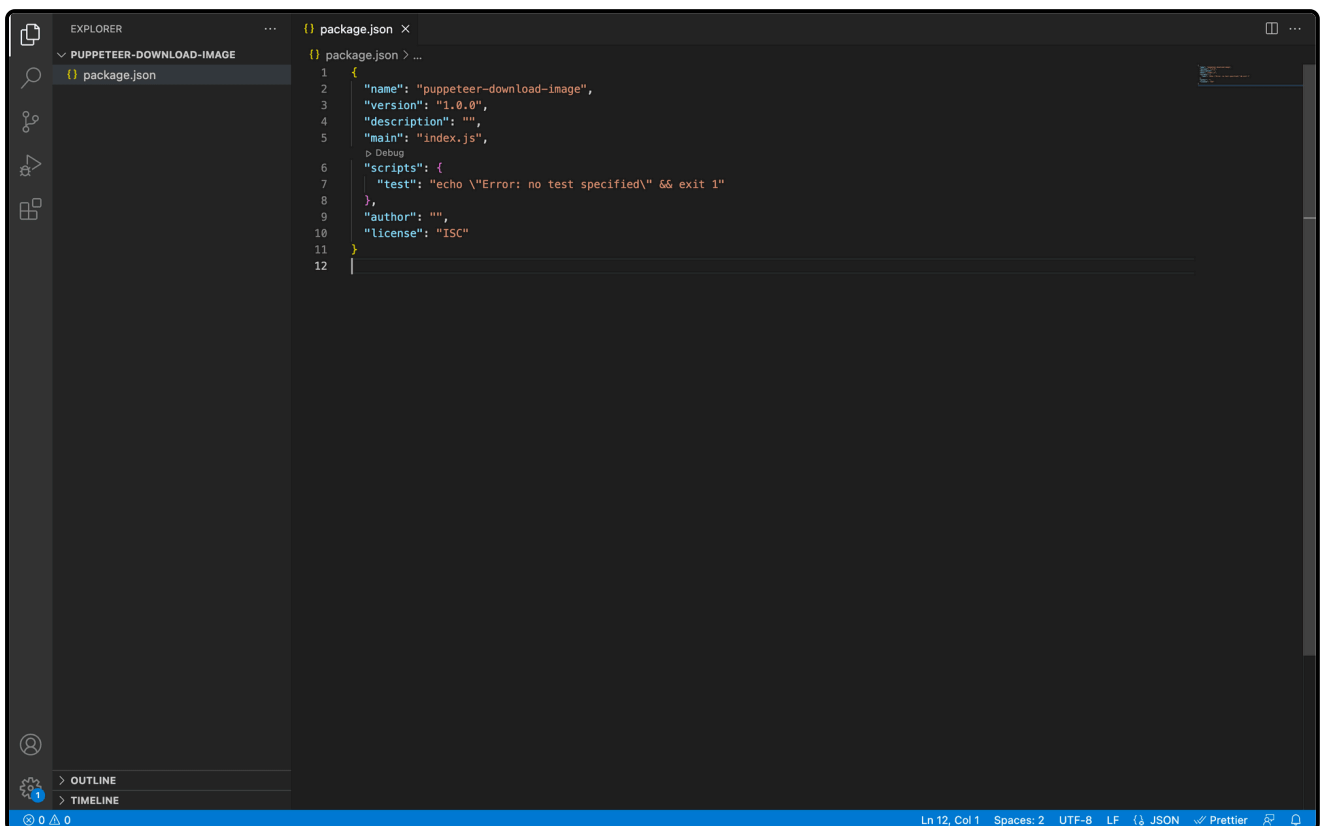 EXPLORER ...
PUPPETEER-DOWNLOAD-IMAGE
{} package.json
{} package.json ×
{} package.json > ...
1 {
2 "name": "puppeteer-download-image",
3 "version": "1.0.0",
4 "description": "",
5 "main": "index.js",
Debug
6 "scripts": {
7 "test": "echo \"Error: no test specified\" && exit 1"
8 },
9 "author": "",
10 "license": "ISC"
11 }
12
OUTLINE
1
TIMELINE
0 0
Ln 12, Col 1 Spaces: 2 UTF-8 LF {} JSON Prettier